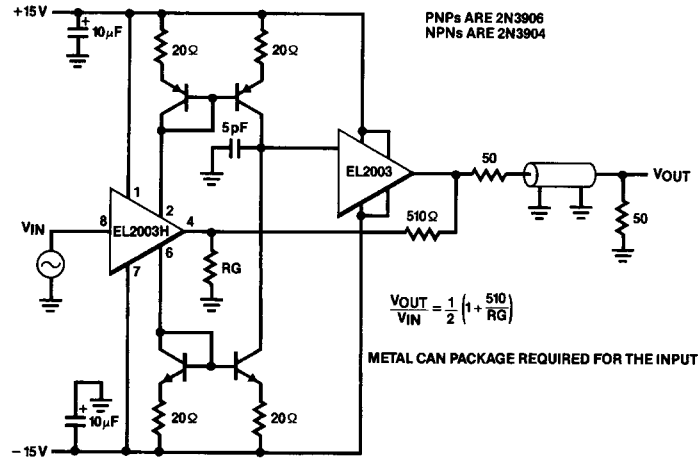 +15V
10μF
+
20Ω
20Ω
PNPs ARE 2N3906
NPNs ARE 2N3904
5pF
EL2003
50
VOUT
1
2
VIN
8
EL2003H
4
6
7
510Ω
RG
50
VOUT/VIN = 1/2 (1 + 510/RG)
METAL CAN PACKAGE REQUIRED FOR THE INPUT
+
10μF
20Ω
20Ω
−15V